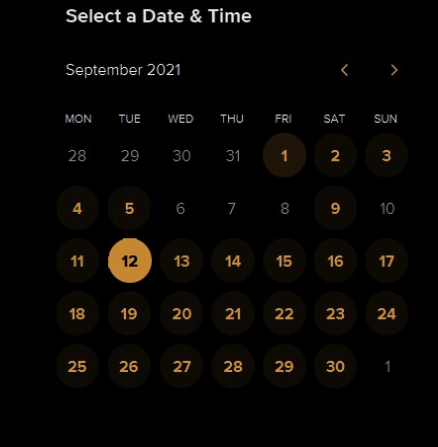 Select a Date & Time
September 2021
MON TUE WED THU FRI SAT SUN
28 29 30 31 1 2 3
4 5 6 7 8 9 10
11 12 13 14 15 16 17
18 19 20 21 22 23 24
25 26 27 28 29 30 1